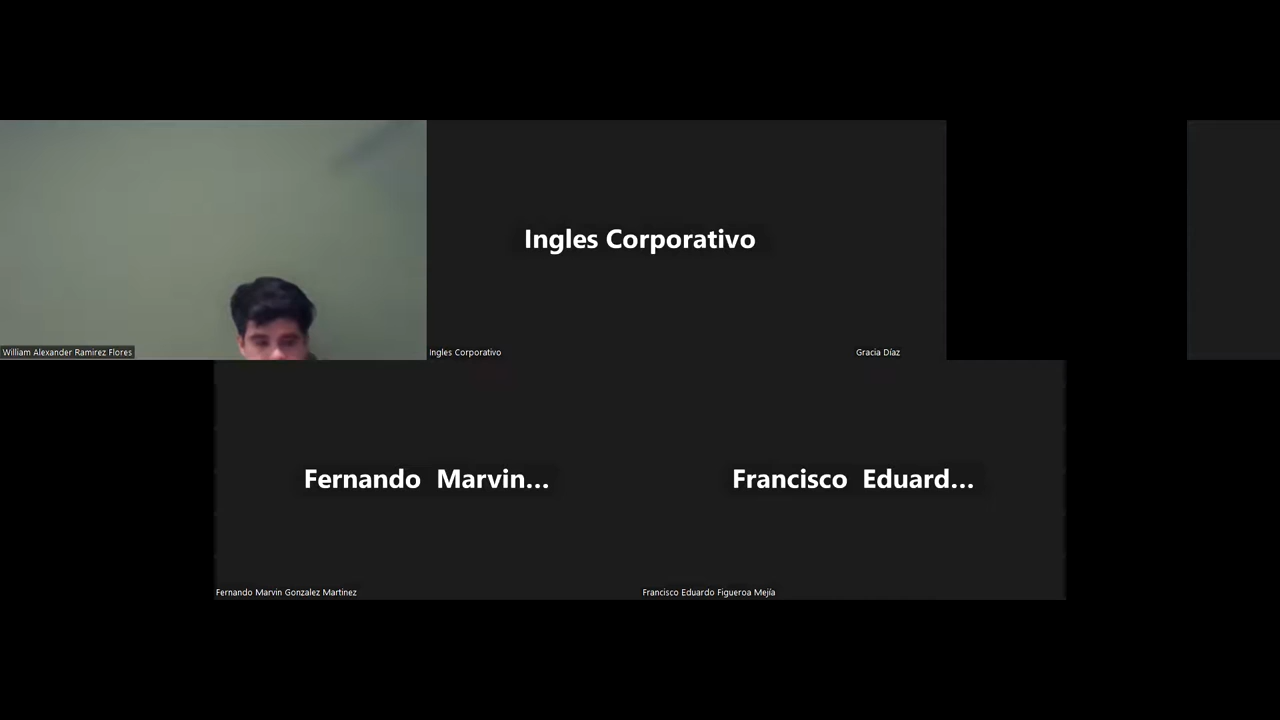 Ingles Corporativo
William Alexander Ramirez Flores
Ingles Corporativo
Gracia Díaz
Fernando Marvin...
Francisco Eduard...
Fernando Marvin Gonzalez Martinez
Francisco Eduardo Figueroa Mejía